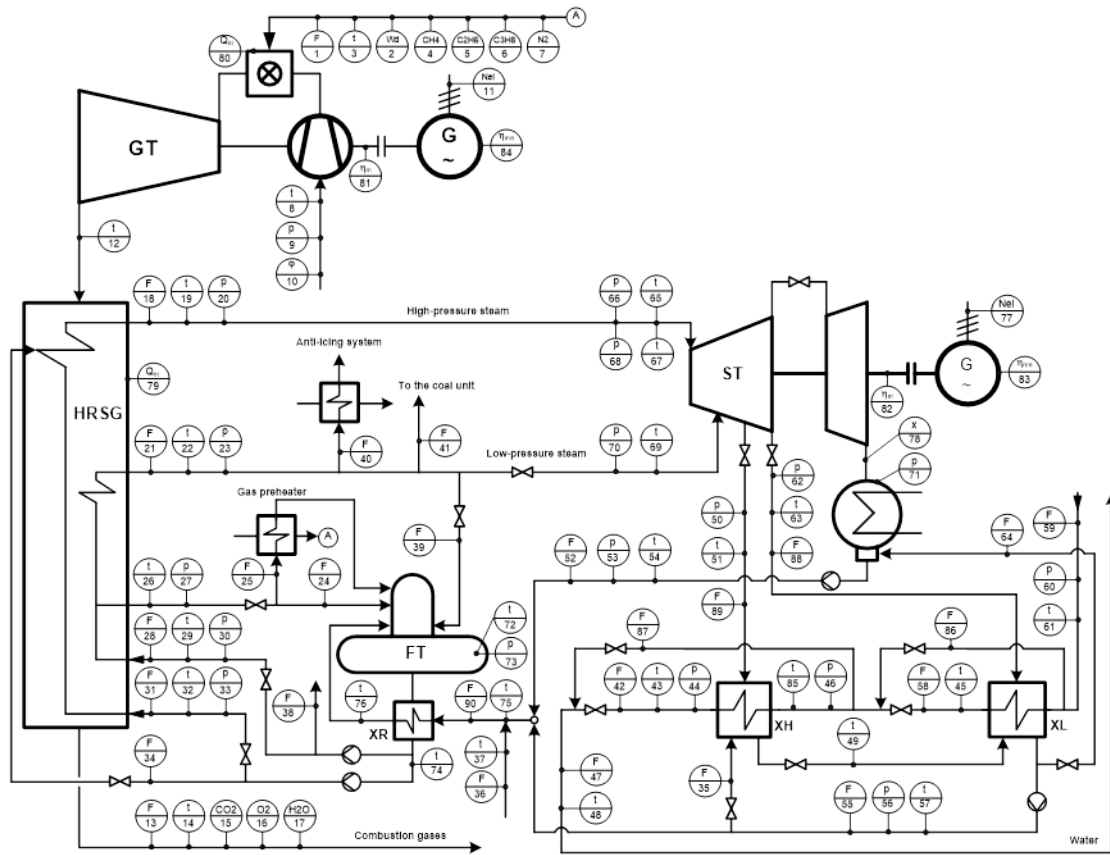 A
F 1
t 3
Wd 2
CH4 4
C2H6 5
C3H8 6
N2 7
80
Nel 11
GT
G ~
84
81
t 8
p 9
φ 10
t 12
F 18
t 19
p 20
High-pressure steam
p 66
t 65
p 68
t 67
Nel 77
G ~
83
82
ST
Anti-icing system
To the coal unit
79
HRSG
F 21
t 22
p 23
F 40
F 41
Low-pressure steam
p 70
t 69
x 78
p 71
p 62
t 63
F 88
p 50
t 51
F 89
Gas preheater
A
F 39
F 52
p 53
t 54
F 64
F 59
p 60
t 61
t 26
p 27
F 25
F 24
F 28
t 29
p 30
F 31
t 32
p 33
FT
t 72
p 73
F 87
F 86
F 42
t 43
p 44
t 85
p 46
F 58
t 45
XH
XL
t 76
F 90
t 75
F 38
XR
t 74
t 37
F 36
F 34
t 49
F 47
t 48
F 35
F 55
p 56
t 57
F 13
t 14
CO2 15
O2 16
H2O 17
Combustion gases
Water